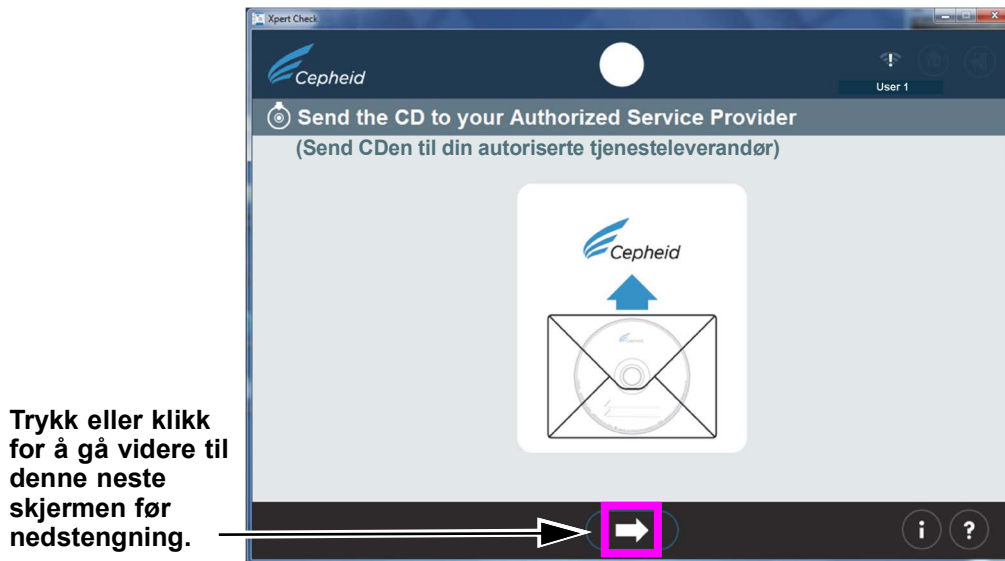 Xpert Check
Cepheid
User 1
Send the CD to your Authorized Service Provider
(Send CDen til din autoriserte tjenesteleverandør)
Cepheid
Trykk eller klikk
for å gå videre til
denne neste
skjermen før
nedstengning.
i ?